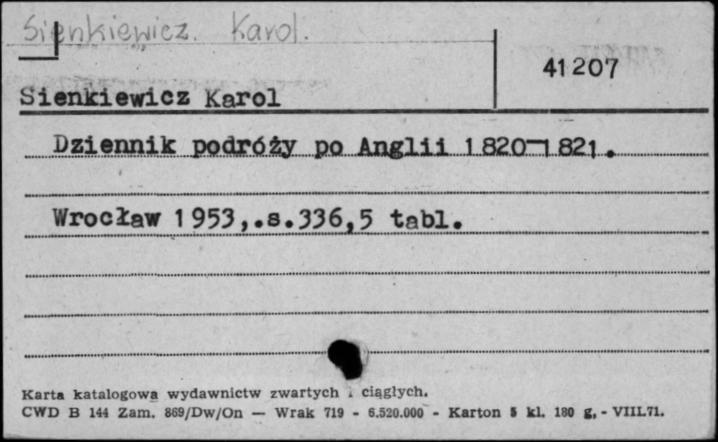 Sienkiewicz. Karol.
41207
Sienkiewicz Karol
Dziennik podróży po Anglii 1820-1821.
Wrocław 1953,.s.336,5 tabl.
Karta katalogowa wydawnictw zwartych i ciągłych.
CWD B 144 Zam. 869/Dw/On — Wrak 719 - 6.520.000 - Karton 5 kl. 180 g, - VIII.71.